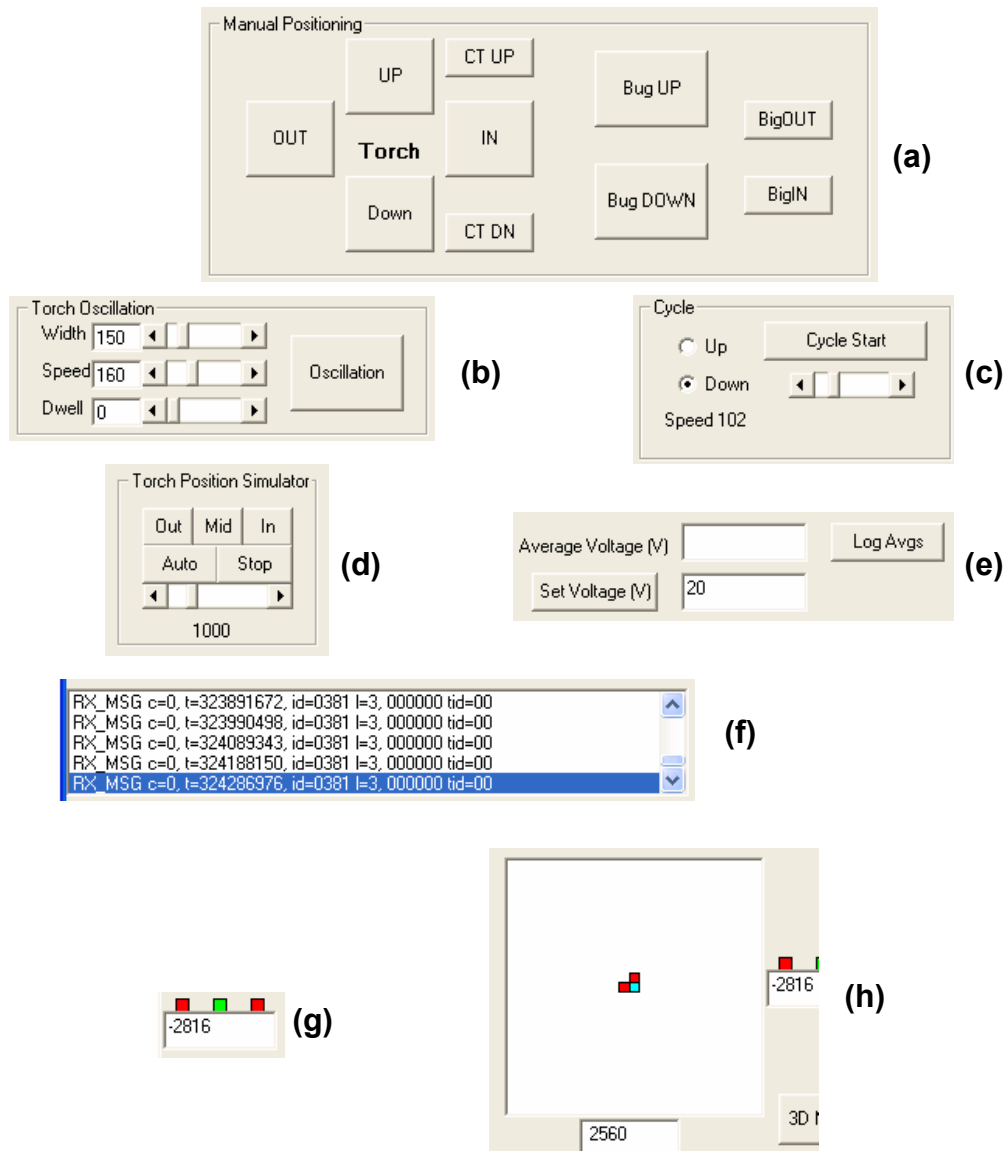 Manual Positioning
UP
CT UP
Bug UP
OUT
Torch
IN
BigOUT
(a)
Down
CT DN
Bug DOWN
BigIN
Torch Oscillation
Width 150
Speed 160
Dwell 0
Oscillation
(b)
Cycle
Up
Cycle Start
Down
Speed 102
(c)
Torch Position Simulator
Out Mid In
Auto Stop
1000
(d)
Average Voltage (V)
Log Avgs
Set Voltage (V) 20
(e)
RX_MSG c=0, t=323891672, id=0381 l=3, 000000 tid=00
RX_MSG c=0, t=323990498, id=0381 l=3, 000000 tid=00
RX_MSG c=0, t=324089343, id=0381 l=3, 000000 tid=00
RX_MSG c=0, t=324188150, id=0381 l=3, 000000 tid=00
RX_MSG c=0, t=324286976, id=0381 l=3, 000000 tid=00
(f)
-2816
(g)
-2816
(h)
3D
2560